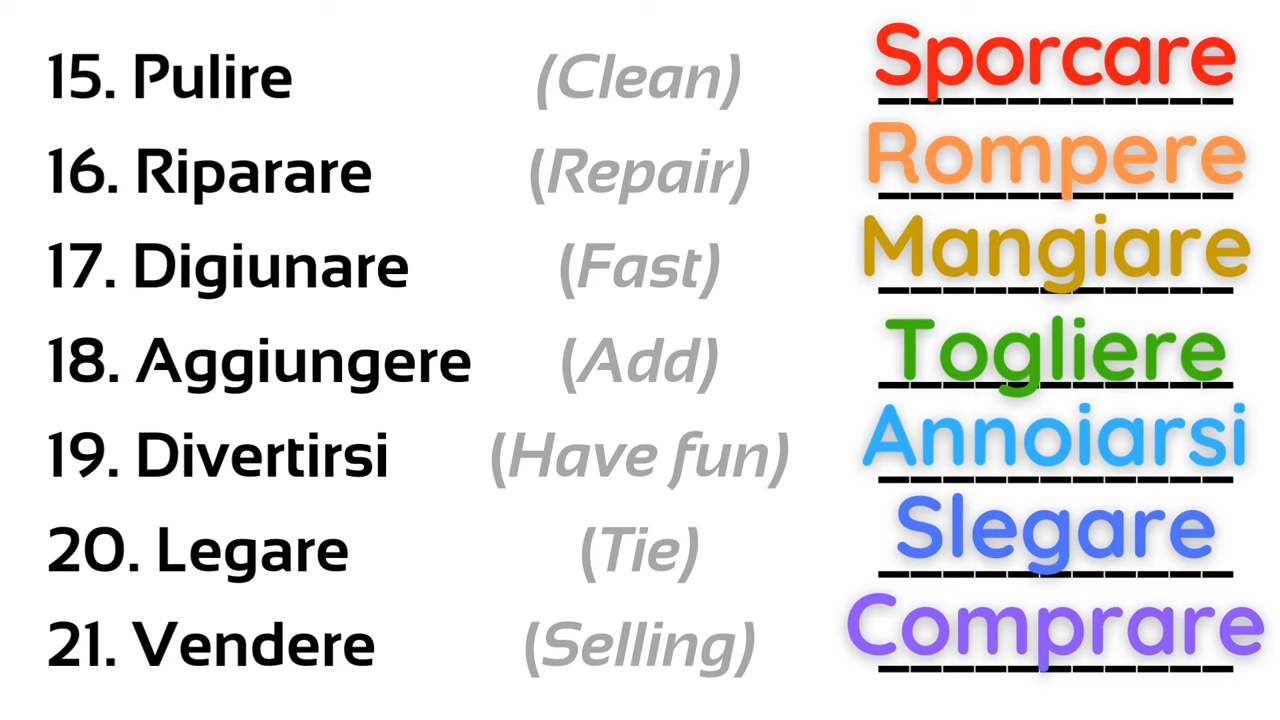 15. Pulire (Clean) Sporcare
16. Riparare (Repair) Rompere
17. Digiunare (Fast) Mangiare
18. Aggiungere (Add) Togliere
19. Divertirsi (Have fun) Annoiarsi
20. Legare (Tie) Slegare
21. Vendere (Selling) Comprare